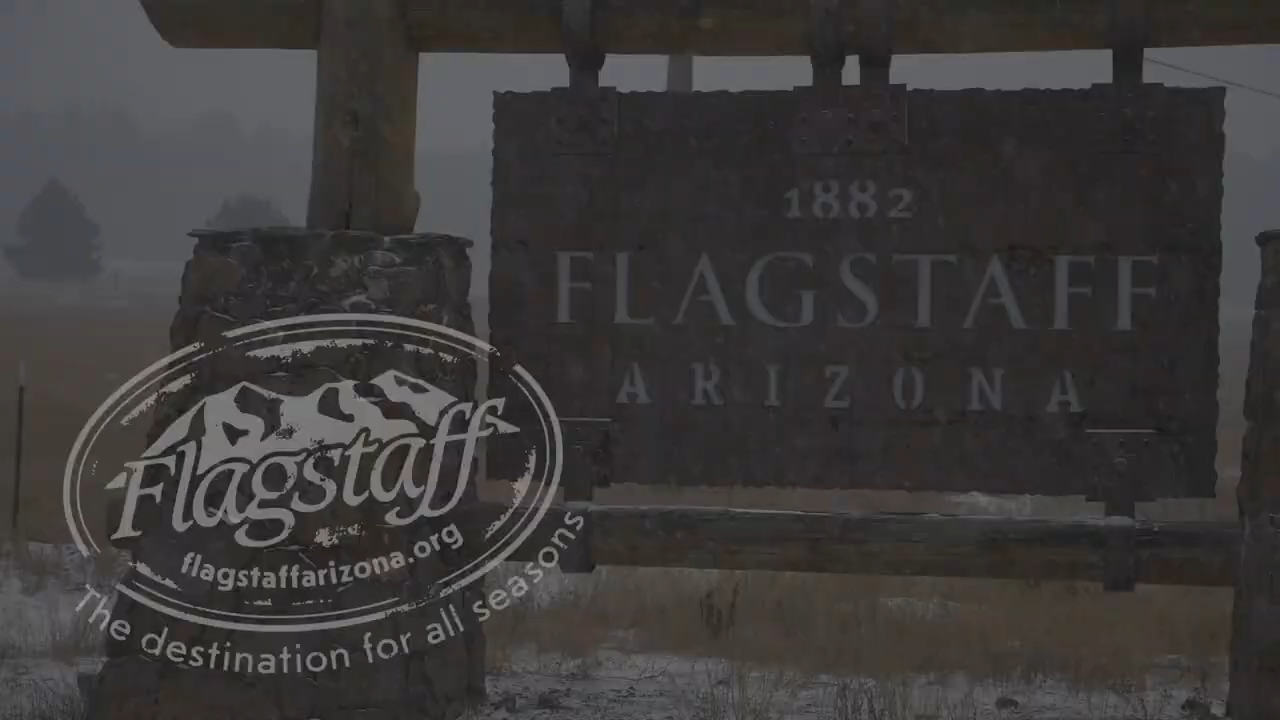 1882
FLAGSTAFF
ARIZONA
Flagstaff
flagstaffarizona.org
The destination for all seasons